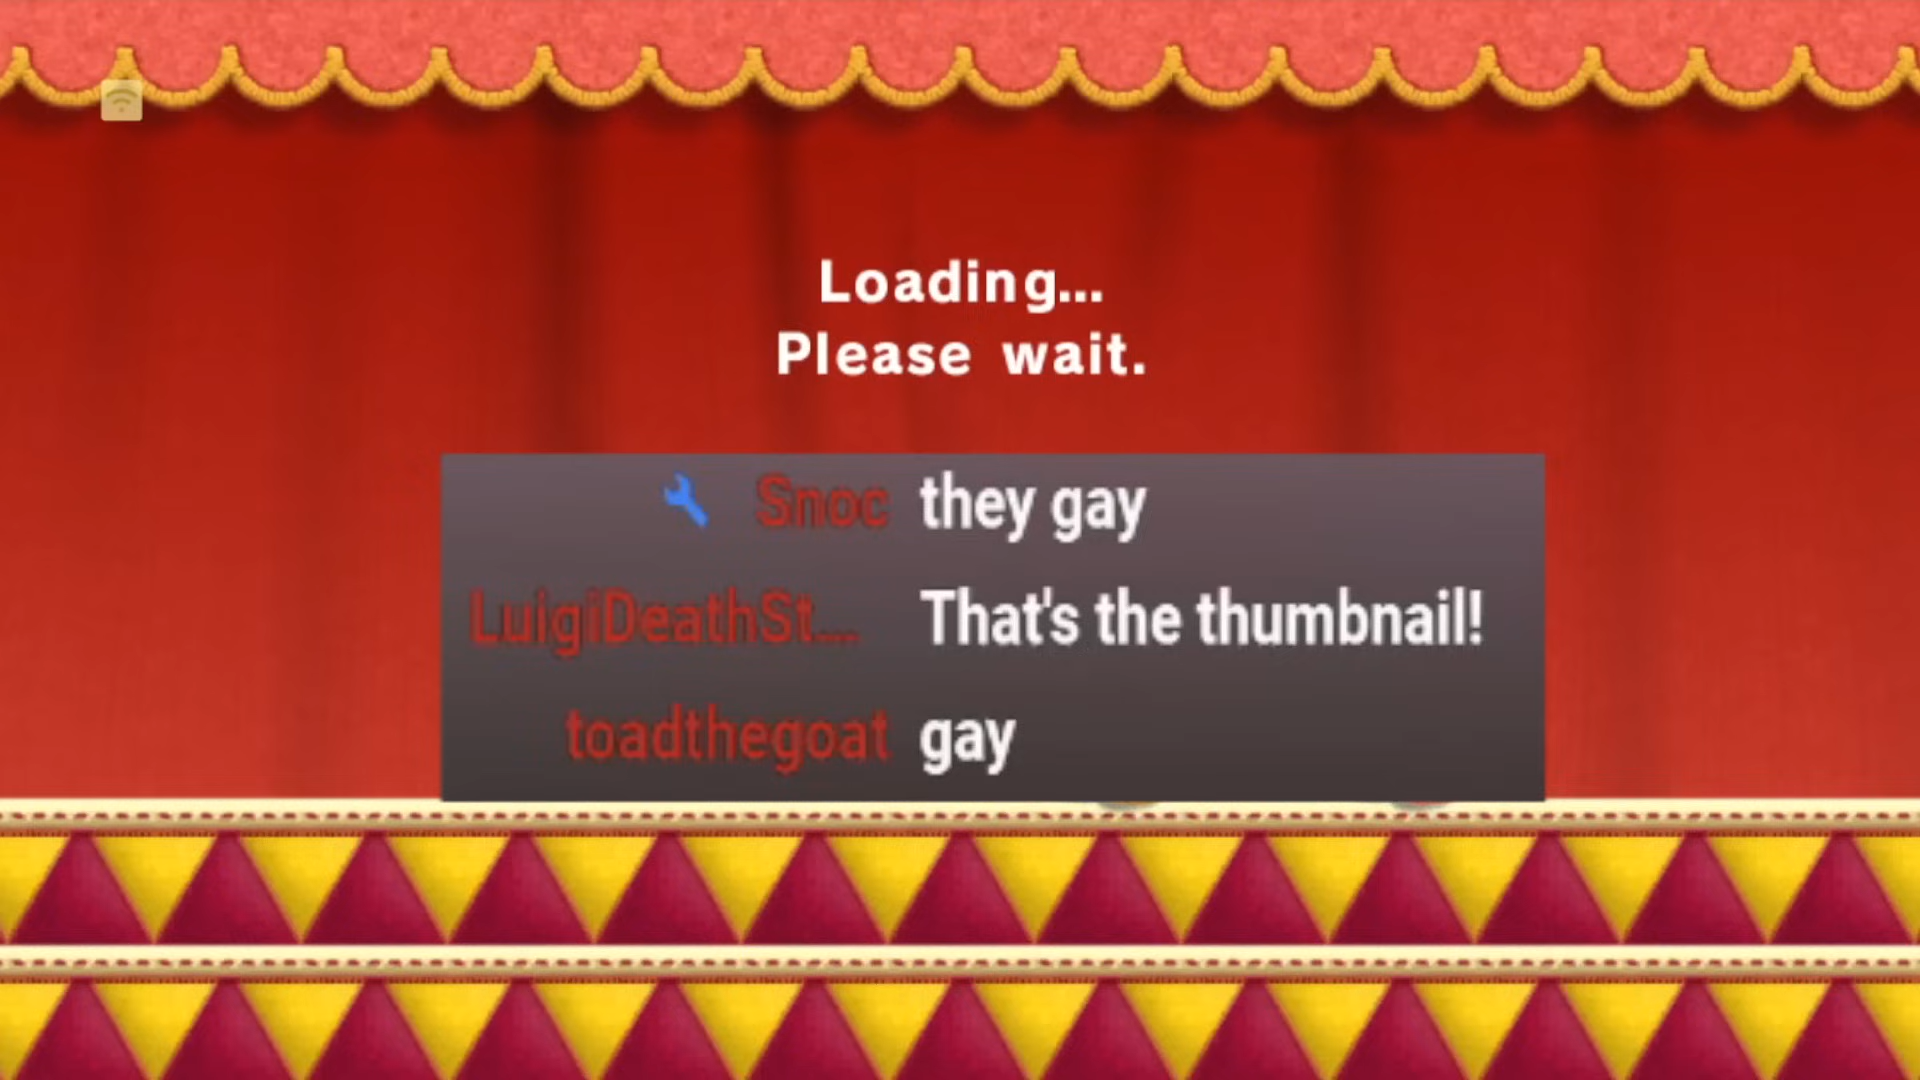 Loading...
Please wait.
Snoc they gay
LuigiDeathSt... That's the thumbnail!
toadthegoat gay